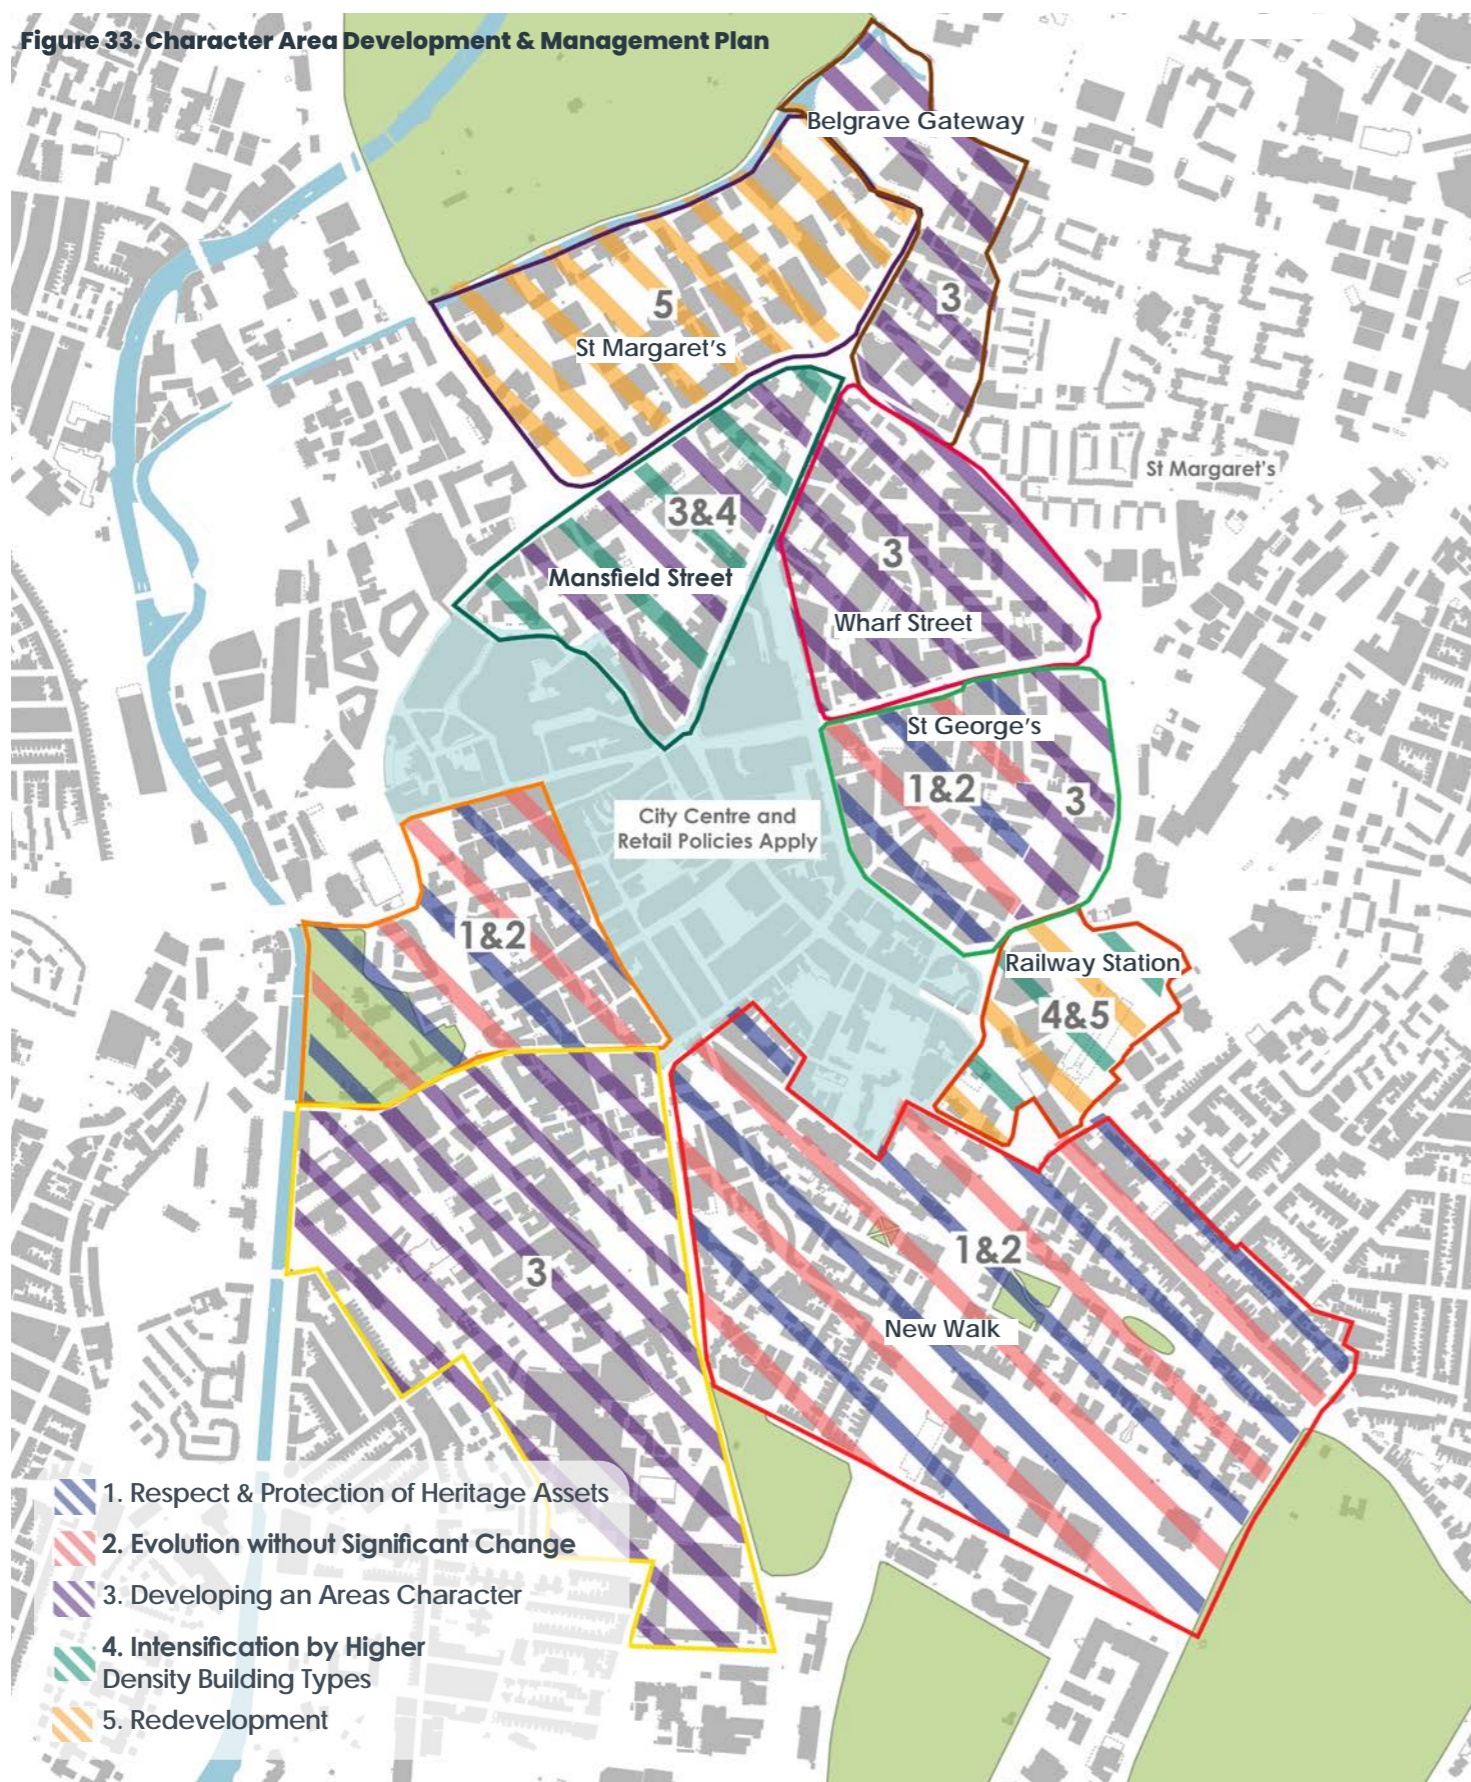 Figure 33. Character Area Development & Management Plan
Belgrave Gateway
3
5
St Margaret's
St Margaret's
3&4
Mansfield Street
3
Wharf Street
St George's
1&2
3
City Centre and
Retail Policies Apply
1&2
Railway Station
4&5
3
1&2
New Walk
1. Respect & Protection of Heritage Assets
2. Evolution without Significant Change
3. Developing an Areas Character
4. Intensification by Higher
Density Building Types
5. Redevelopment